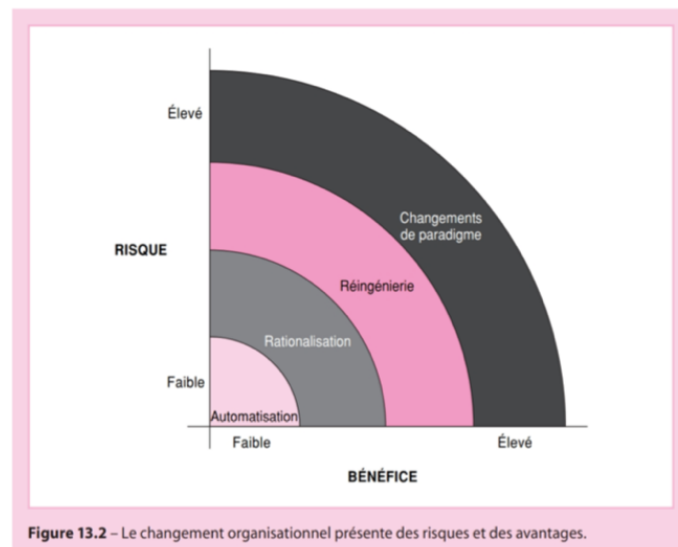 Élevé
Changements
de paradigme
RISQUE
Réingénierie
Rationalisation
Faible
Automatisation
Faible
Élevé
BÉNÉFICE
Figure 13.2 – Le changement organisationnel présente des risques et des avantages.